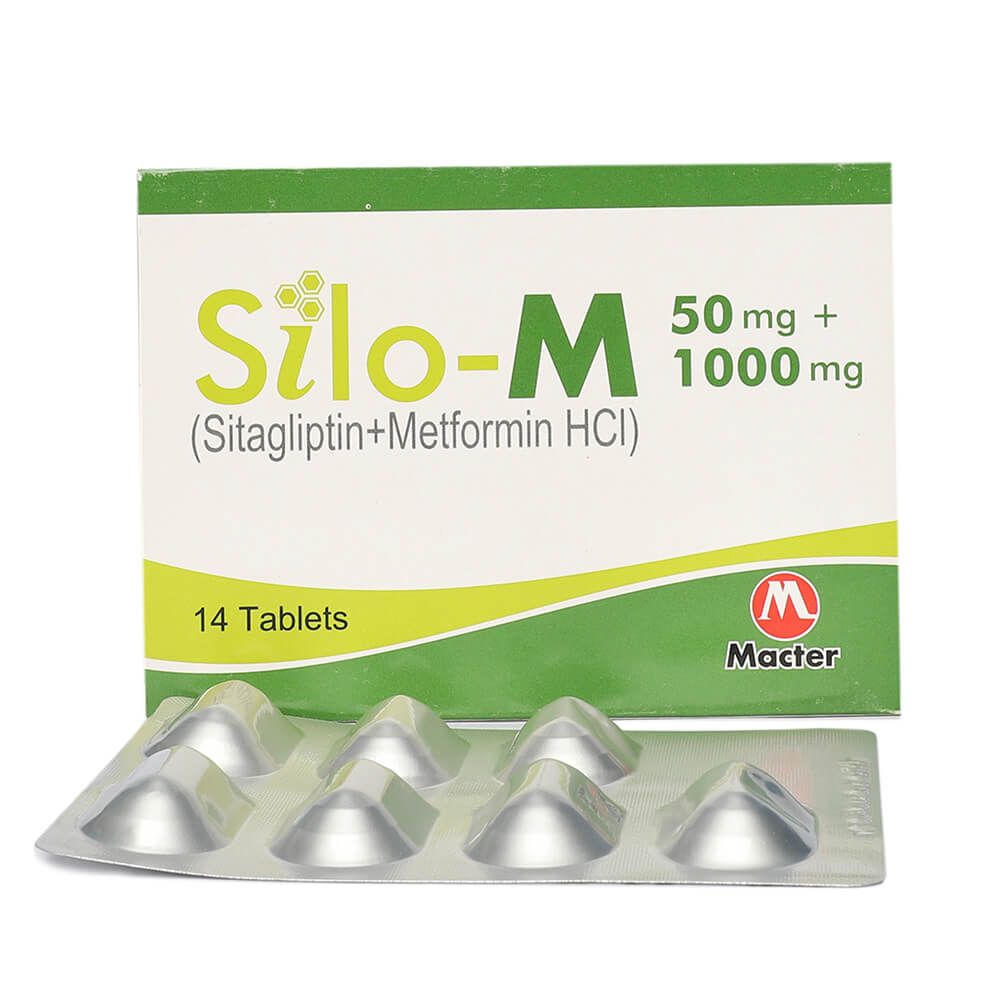 Silo-M
50 mg +
1000 mg
(Sitagliptin+Metformin HCl)
14 Tablets
M
Macter